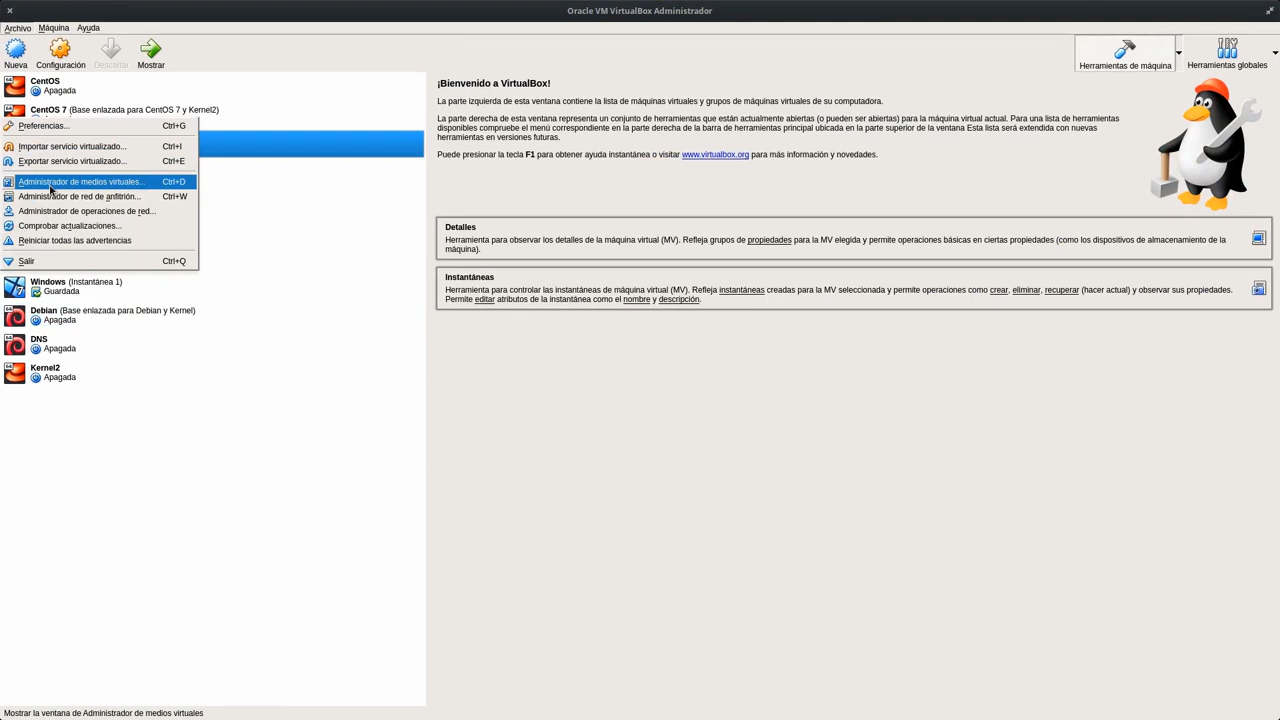 Oracle VM VirtualBox Administrador
Archivo Máquina Ayuda
Nueva Configuración Descartar Mostrar
Herramientas de máquina Herramientas globales
CentOS
Apagada
CentOS 7 (Base enlazada para CentOS 7 y Kernel2)
Preferencias... Ctrl+G
Importar servicio virtualizado... Ctrl+I
Exportar servicio virtualizado... Ctrl+E
Administrador de medios virtuales... Ctrl+D
Administrador de red de anfitrión... Ctrl+W
Administrador de operaciones de red...
Comprobar actualizaciones...
Reiniciar todas las advertencias
Salir Ctrl+Q
Windows (Instantánea 1)
Guardada
Debian (Base enlazada para Debian y Kernel)
Apagada
DNS
Apagada
Kernel2
Apagada
¡Bienvenido a VirtualBox!
La parte izquierda de esta ventana contiene la lista de máquinas virtuales y grupos de máquinas virtuales de su computadora.
La parte derecha de esta ventana representa un conjunto de herramientas que están actualmente abiertas (o pueden ser abiertas) para la máquina virtual actual. Para una lista de herramientas
disponibles compruebe el menú correspondiente en la parte derecha de la barra de herramientas principal ubicada en la parte superior de la ventana Esta lista será extendida con nuevas
herramientas en versiones futuras.
Puede presionar la tecla F1 para obtener ayuda instantánea o visitar www.virtualbox.org para más información y novedades.
Detalles
Herramienta para observar los detalles de la máquina virtual (MV). Refleja grupos de propiedades para la MV elegida y permite operaciones básicas en ciertas propiedades (como los dispositivos de almacenamiento de la
máquina).
Instantáneas
Herramienta para controlar las instantáneas de máquina virtual (MV). Refleja instantáneas creadas para la MV seleccionada y permite operaciones como crear, eliminar, recuperar (hacer actual) y observar sus propiedades.
Permite editar atributos de la instantánea como el nombre y descripción.
Mostrar la ventana de Administrador de medios virtuales